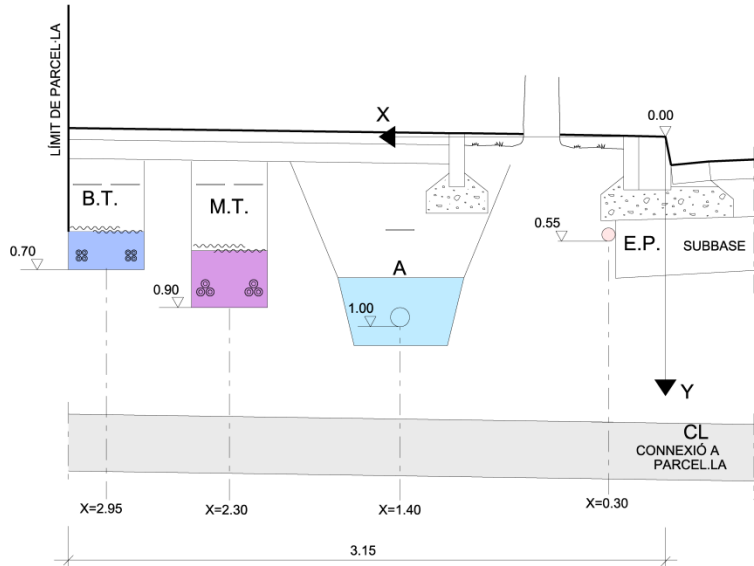 LÍMIT DE PARCEL·LA
X
0.00
B.T.
M.T.
0.55
E.P.
SUBBASE
0.70
A
0.90
1.00
Y
CL
CONNEXIÓ A
PARCEL.LA
X=2.95
X=2.30
X=1.40
X=0.30
3.15